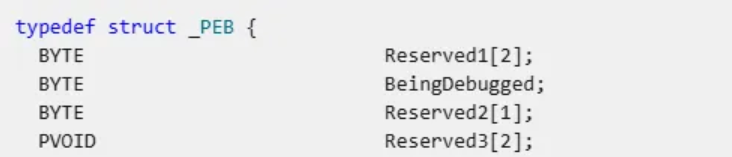 typedef struct _PEB {
BYTE Reserved1[2];
BYTE BeingDebugged;
BYTE Reserved2[1];
PVOID Reserved3[2];